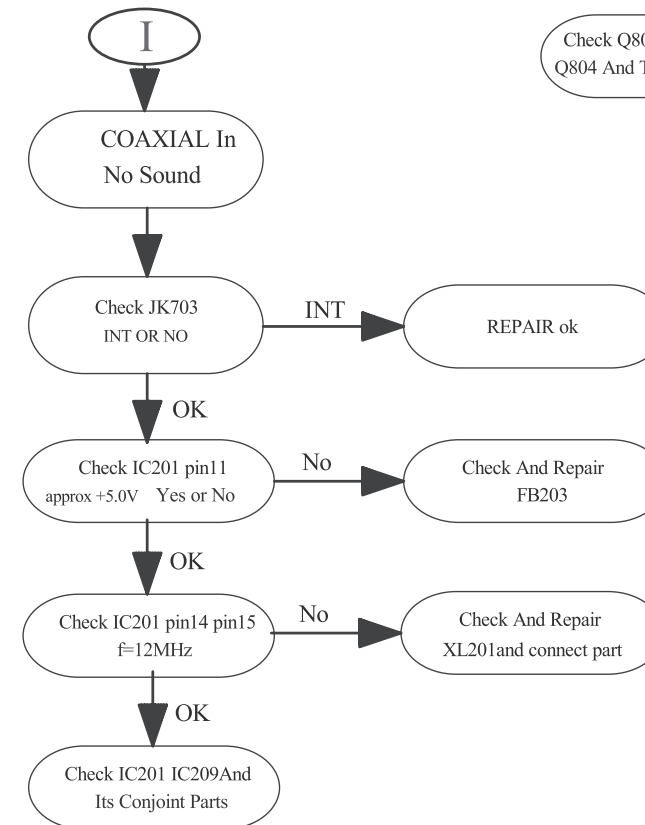 I
Check Q80
Q804 And T
COAXIAL In
No Sound
Check JK703
INT OR NO
INT
REPAIR ok
OK
Check IC201 pin11
approx +5.0V Yes or No
No
Check And Repair
FB203
OK
Check IC201 pin14 pin15
f=12MHz
No
Check And Repair
XL201and connect part
OK
Check IC201 IC209And
Its Conjoint Parts